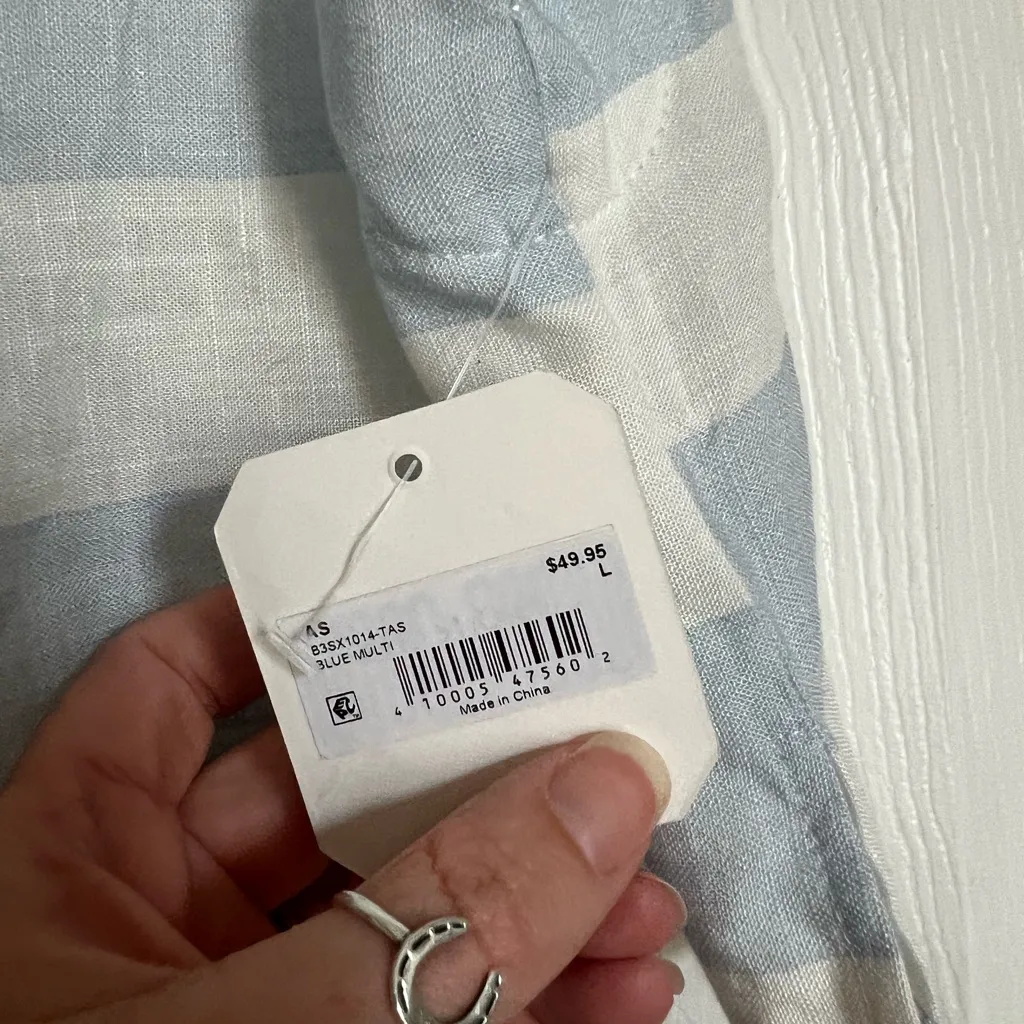 $49.95
L
AS
B3SX1014-TAS
BLUE MULTI
4 10005 47560 2
Made in China